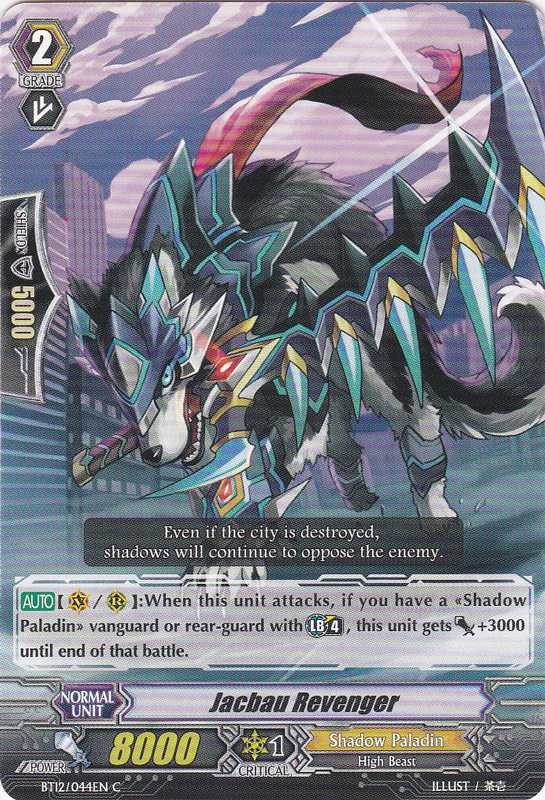 2
GRADE
SHIELD
5000
Even if the city is destroyed,
shadows will continue to oppose the enemy.
AUTO [ V / R ]:When this unit attacks, if you have a «Shadow
Paladin» vanguard or rear-guard with LB4, this unit gets +3000
until end of that battle.
NORMAL
UNIT
Jacbau Revenger
POWER
8000
1
CRITICAL
Shadow Paladin
High Beast
BT12/044EN C
ILLUST / 茶壱